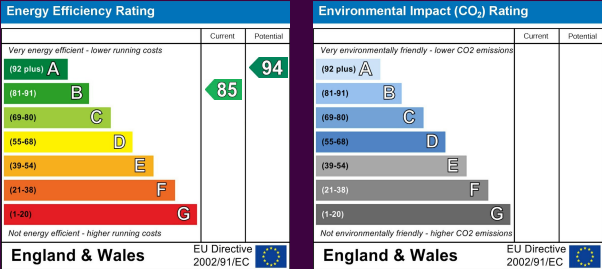 Energy Efficiency Rating
Current Potential
Very energy efficient - lower running costs
(92 plus) A
(81-91) B
(69-80) C
(55-68) D
(39-54) E
(21-38) F
(1-20) G
85
94
Not energy efficient - higher running costs
England & Wales
EU Directive
2002/91/EC
Environmental Impact (CO₂) Rating
Current Potential
Very environmentally friendly - lower CO2 emissions
(92 plus) A
(81-91) B
(69-80) C
(55-68) D
(39-54) E
(21-38) F
(1-20) G
Not environmentally friendly - higher CO2 emissions
England & Wales
EU Directive
2002/91/EC